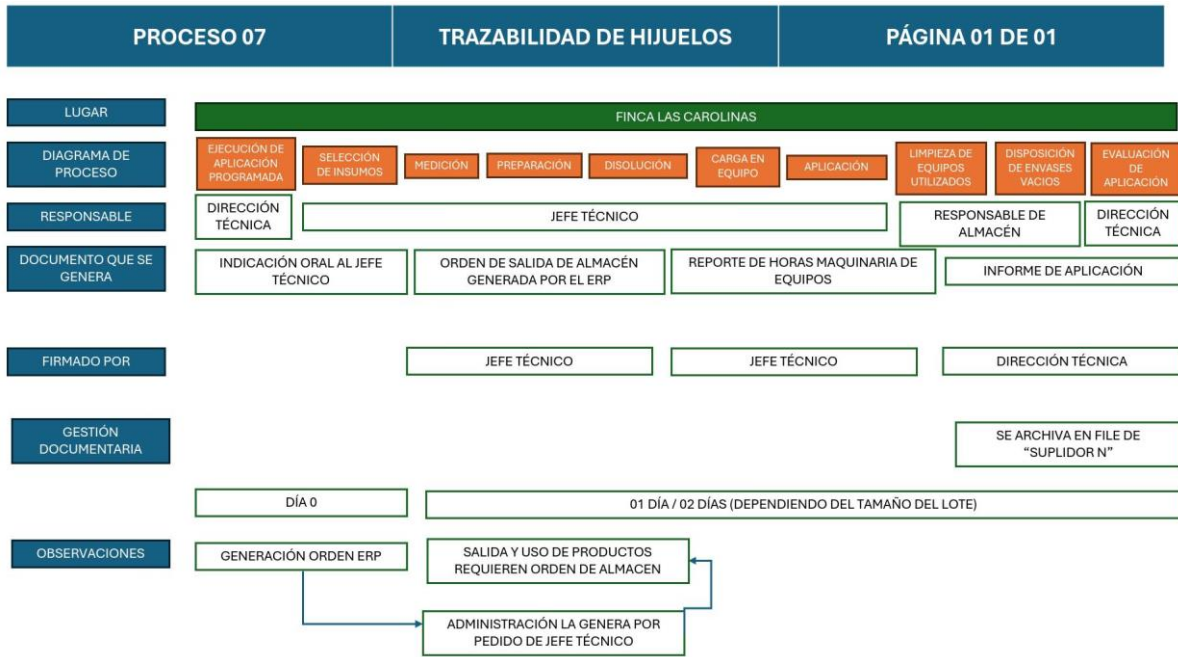 PROCESO 07
TRAZABILIDAD DE HIJUELOS
PÁGINA 01 DE 01
LUGAR
FINCA LAS CAROLINAS
DIAGRAMA DE
PROCESO
EJECUCIÓN DE
APLICACIÓN
PROGRAMADA
SELECCIÓN
DE INSUMOS
MEDICIÓN
PREPARACIÓN
DISOLUCIÓN
CARGA EN
EQUIPO
APLICACIÓN
LIMPIEZA DE
EQUIPOS
UTILIZADOS
DISPOSICIÓN
DE ENVASES
VACIOS
EVALUACIÓN
DE
APLICACIÓN
RESPONSABLE
DIRECCIÓN
TÉCNICA
JEFE TÉCNICO
RESPONSABLE DE
ALMACÉN
DIRECCIÓN
TÉCNICA
DOCUMENTO QUE SE
GENERA
INDICACIÓN ORAL AL JEFE
TÉCNICO
ORDEN DE SALIDA DE ALMACÉN
GENERADA POR EL ERP
REPORTE DE HORAS MAQUINARIA DE
EQUIPOS
INFORME DE APLICACIÓN
FIRMADO POR
JEFE TÉCNICO
JEFE TÉCNICO
DIRECCIÓN TÉCNICA
GESTIÓN
DOCUMENTARIA
SE ARCHIVA EN FILE DE
“SUPLIDOR N”
DÍA 0
01 DÍA / 02 DÍAS (DEPENDIENDO DEL TAMAÑO DEL LOTE)
OBSERVACIONES
GENERACIÓN ORDEN ERP
SALIDA Y USO DE PRODUCTOS
REQUIEREN ORDEN DE ALMACEN
ADMINISTRACIÓN LA GENERA POR
PEDIDO DE JEFE TÉCNICO